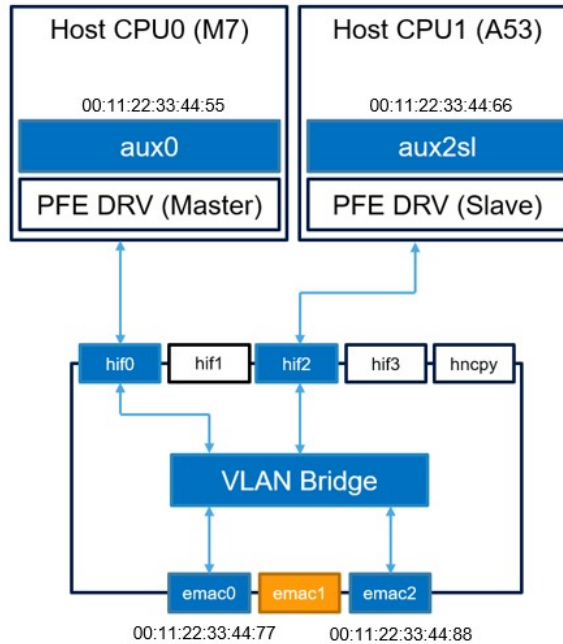 Host CPU0 (M7)
Host CPU1 (A53)
00:11:22:33:44:55
00:11:22:33:44:66
aux0
aux2sl
PFE DRV (Master)
PFE DRV (Slave)
hif0
hif1
hif2
hif3
hncpy
VLAN Bridge
emac0
emac1
emac2
00:11:22:33:44:77
00:11:22:33:44:88